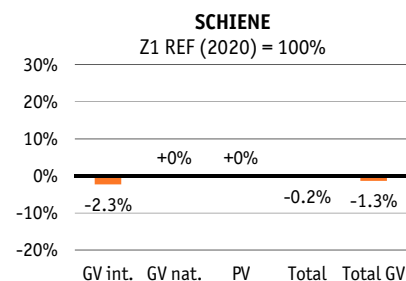 SCHIENE
Z1 REF (2020) = 100%
30%
20%
10%
+0% +0%
0%
-2.3% -0.2% -1.3%
-10%
-20%
GV int. GV nat. PV Total Total GV